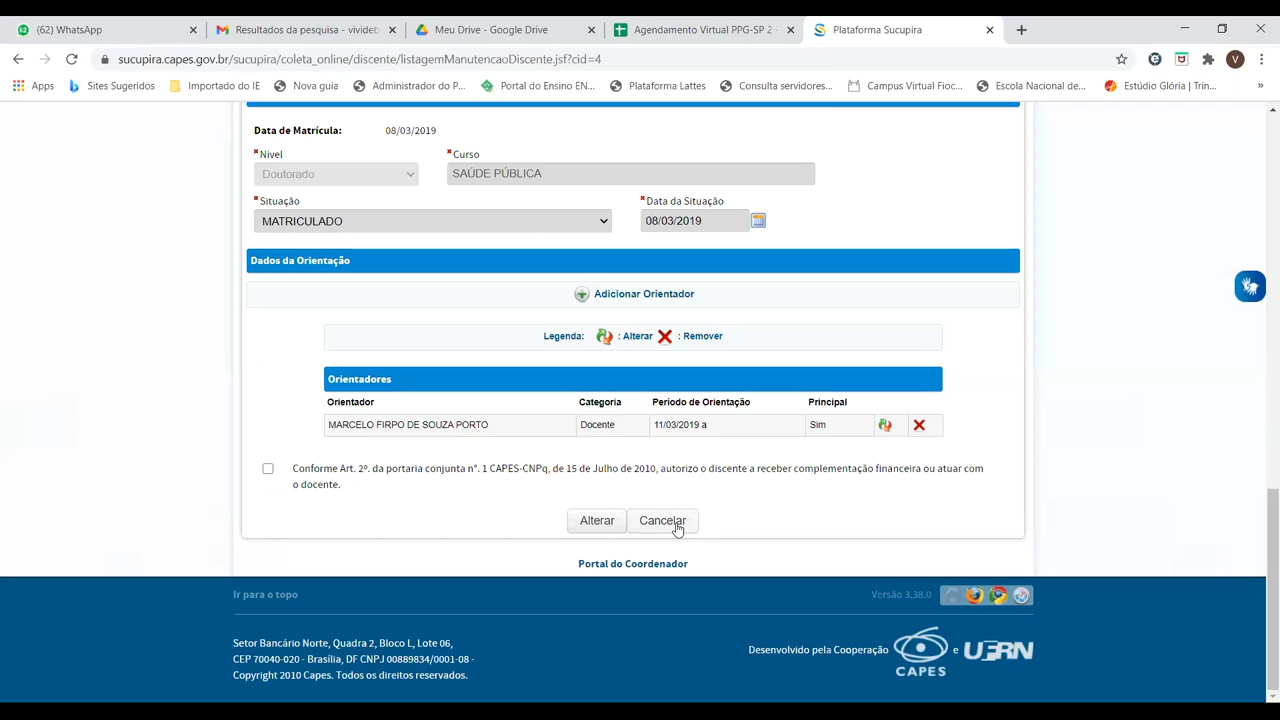 (62) WhatsApp
Resultados da pesquisa - vivideb
Meu Drive - Google Drive
Agendamento Virtual PPG-SP 2 -
Plataforma Sucupira
sucupira.capes.gov.br/sucupira/coleta_online/discente/listagemManutencaoDiscente.jsf?cid=4
V
Apps
Sites Sugeridos
Importado do IE
Nova guia
Administrador do P...
Portal do Ensino EN...
Plataforma Lattes
Consulta servidores...
Campus Virtual Fioc...
Escola Nacional de...
Estúdio Glória | Trin...
»
Data de Matrícula: 08/03/2019
*Nivel *Curso
Doutorado SAÚDE PÚBLICA
*Situação *Data da Situação
MATRICULADO 08/03/2019
Dados da Orientação
Adicionar Orientador
Legenda: : Alterar : Remover
Orientadores
Orientador Categoria Período de Orientação Principal
MARCELO FIRPO DE SOUZA PORTO Docente 11/03/2019 a Sim
Conforme Art. 2º. da portaria conjunta n°. 1 CAPES-CNPq, de 15 de Julho de 2010, autorizo o discente a receber complementação financeira ou atuar com
o docente.
Alterar Cancelar
Portal do Coordenador
Ir para o topo
Versão 3.38.0
Setor Bancário Norte, Quadra 2, Bloco L, Lote 06,
CEP 70040-020 - Brasília, DF CNPJ 00889834/0001-08 -
Copyright 2010 Capes. Todos os direitos reservados.
Desenvolvido pela Cooperação CAPES e UFRN